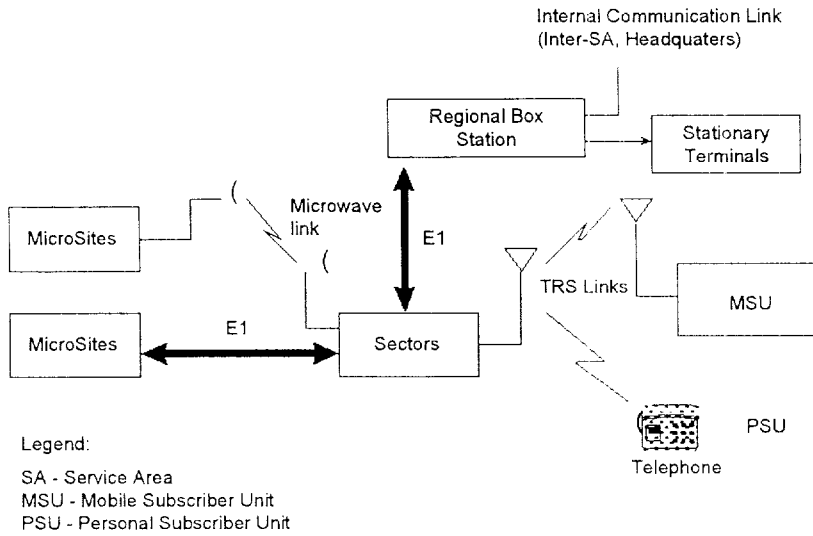 Internal Communication Link
(Inter-SA, Headquaters)
Regional Box
Station
Stationary
Terminals
Microwave
link
MicroSites
E1
TRS Links
MSU
MicroSites
E1
Sectors
PSU
Telephone
Legend:
SA - Service Area
MSU - Mobile Subscriber Unit
PSU - Personal Subscriber Unit